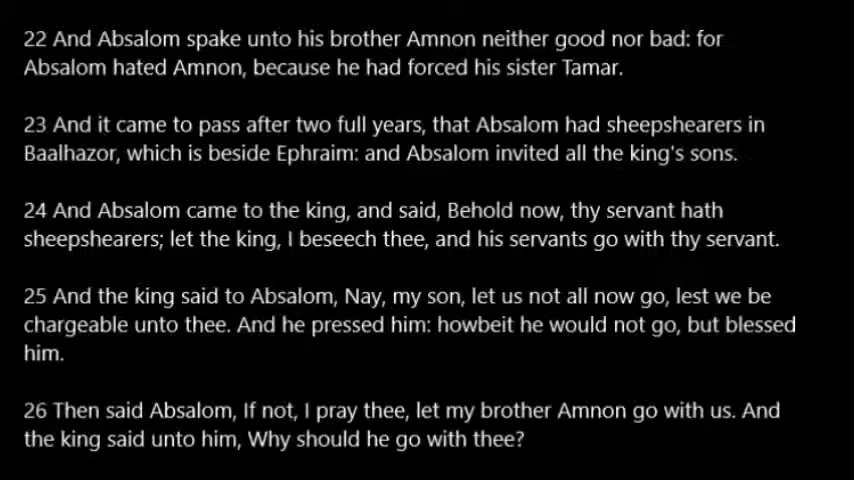 22 And Absalom spake unto his brother Amnon neither good nor bad: for
Absalom hated Amnon, because he had forced his sister Tamar.
23 And it came to pass after two full years, that Absalom had sheepshearers in
Baalhazor, which is beside Ephraim: and Absalom invited all the king's sons.
24 And Absalom came to the king, and said, Behold now, thy servant hath
sheepshearers; let the king, I beseech thee, and his servants go with thy servant.
25 And the king said to Absalom, Nay, my son, let us not all now go, lest we be
chargeable unto thee. And he pressed him: howbeit he would not go, but blessed
him.
26 Then said Absalom, If not, I pray thee, let my brother Amnon go with us. And
the king said unto him, Why should he go with thee?